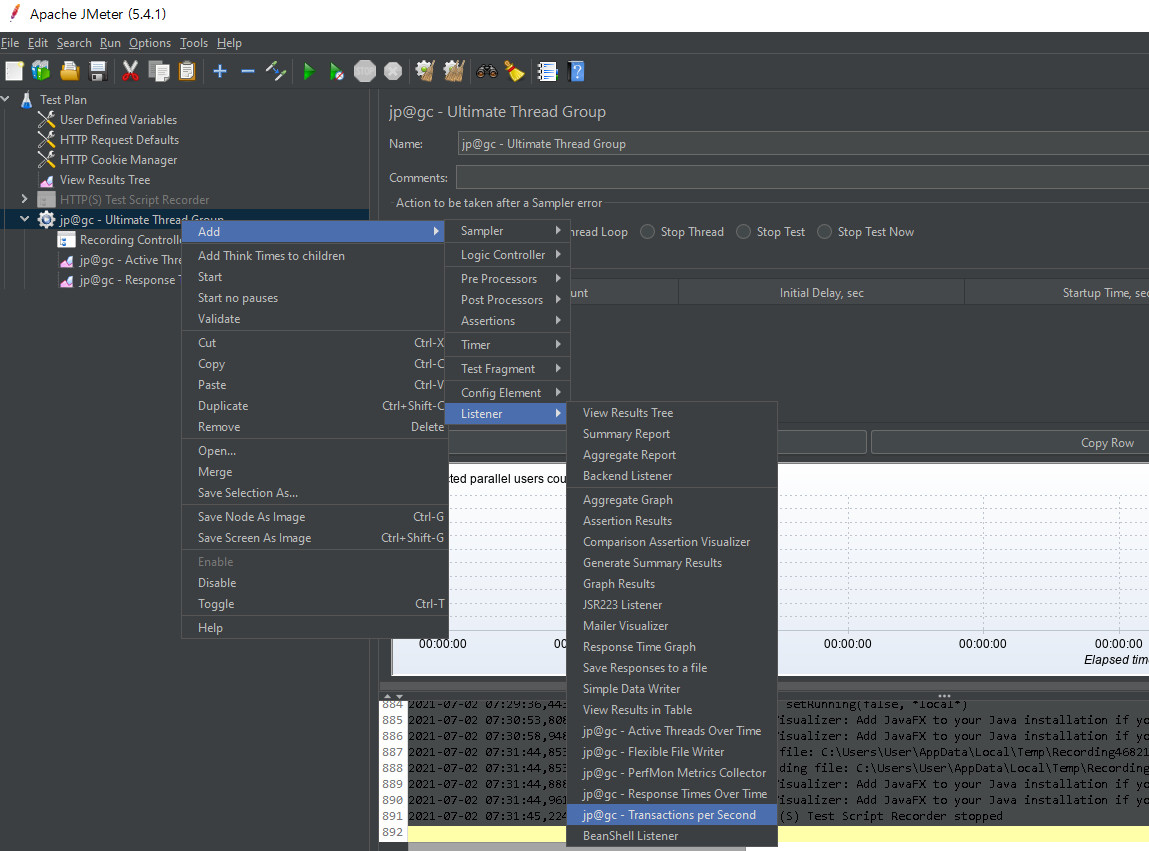 Apache JMeter (5.4.1)
File Edit Search Run Options Tools Help
Test Plan
User Defined Variables
HTTP Request Defaults
HTTP Cookie Manager
View Results Tree
HTTP(S) Test Script Recorder
jp@gc - Ultimate Thread Group
Recording Controlle
jp@gc - Active Thre
jp@gc - Response T
Add
Add Think Times to children
Start
Start no pauses
Validate
Cut Ctrl-X
Copy Ctrl-C
Paste Ctrl-V
Duplicate Ctrl+Shift-C
Remove Delete
Open...
Merge
Save Selection As...
Save Node As Image Ctrl-G
Save Screen As Image Ctrl+Shift-G
Enable
Disable
Toggle Ctrl-T
Help
Sampler
Logic Controller
Pre Processors
Post Processors
Assertions
Timer
Test Fragment
Config Element
Listener
View Results Tree
Summary Report
Aggregate Report
Backend Listener
Aggregate Graph
Assertion Results
Comparison Assertion Visualizer
Generate Summary Results
Graph Results
JSR223 Listener
Mailer Visualizer
Response Time Graph
Save Responses to a file
Simple Data Writer
View Results in Table
jp@gc - Active Threads Over Time
jp@gc - Flexible File Writer
jp@gc - PerfMon Metrics Collector
jp@gc - Response Times Over Time
jp@gc - Transactions per Second
BeanShell Listener
jp@gc - Ultimate Thread Group
Name: jp@gc - Ultimate Thread Group
Comments:
Action to be taken after a Sampler error
hread Loop Stop Thread Stop Test Stop Test Now
unt Initial Delay, sec Startup Time, sec
Copy Row
cted parallel users cou
00:00:00 00 00:00:00 00:00:00 00:00:00
Elapsed time
884 2021-07-02 07:29:36,443 setRunning(false, *local*)
885 2021-07-02 07:30:53,808 isualizer: Add JavaFX to your Java installation if yo
886 2021-07-02 07:30:58,948 isualizer: Add JavaFX to your Java installation if yo
887 2021-07-02 07:31:44,853 file: C:\Users\User\AppData\Local\Temp\Recording46821
888 2021-07-02 07:31:44,853 ding file: C:\Users\User\AppData\Local\Temp\Recording
889 2021-07-02 07:31:44,888 isualizer: Add JavaFX to your Java installation if yo
890 2021-07-02 07:31:44,961 isualizer: Add JavaFX to your Java installation if yo
891 2021-07-02 07:31:45,224 (S) Test Script Recorder stopped
892